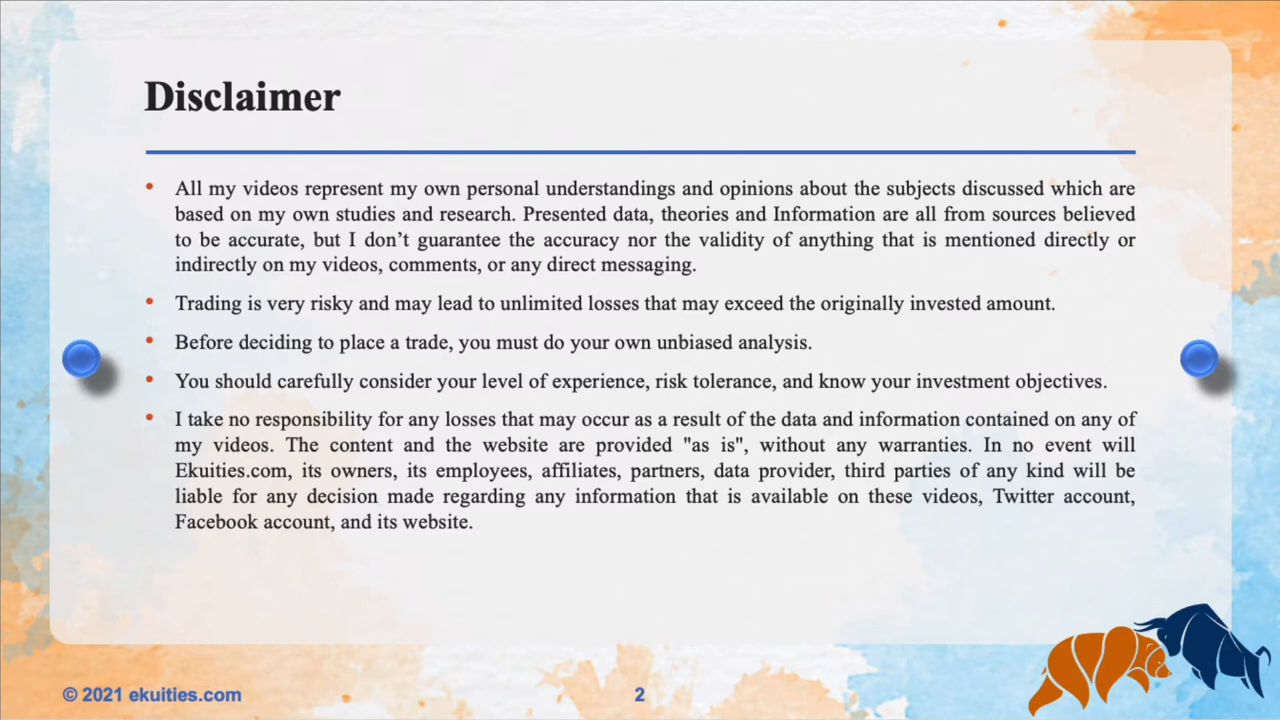 Disclaimer
• All my videos represent my own personal understandings and opinions about the subjects discussed which are
based on my own studies and research. Presented data, theories and Information are all from sources believed
to be accurate, but I don’t guarantee the accuracy nor the validity of anything that is mentioned directly or
indirectly on my videos, comments, or any direct messaging.
• Trading is very risky and may lead to unlimited losses that may exceed the originally invested amount.
• Before deciding to place a trade, you must do your own unbiased analysis.
• You should carefully consider your level of experience, risk tolerance, and know your investment objectives.
• I take no responsibility for any losses that may occur as a result of the data and information contained on any of
my videos. The content and the website are provided "as is", without any warranties. In no event will
Ekuities.com, its owners, its employees, affiliates, partners, data provider, third parties of any kind will be
liable for any decision made regarding any information that is available on these videos, Twitter account,
Facebook account, and its website.
© 2021 ekuities.com
2